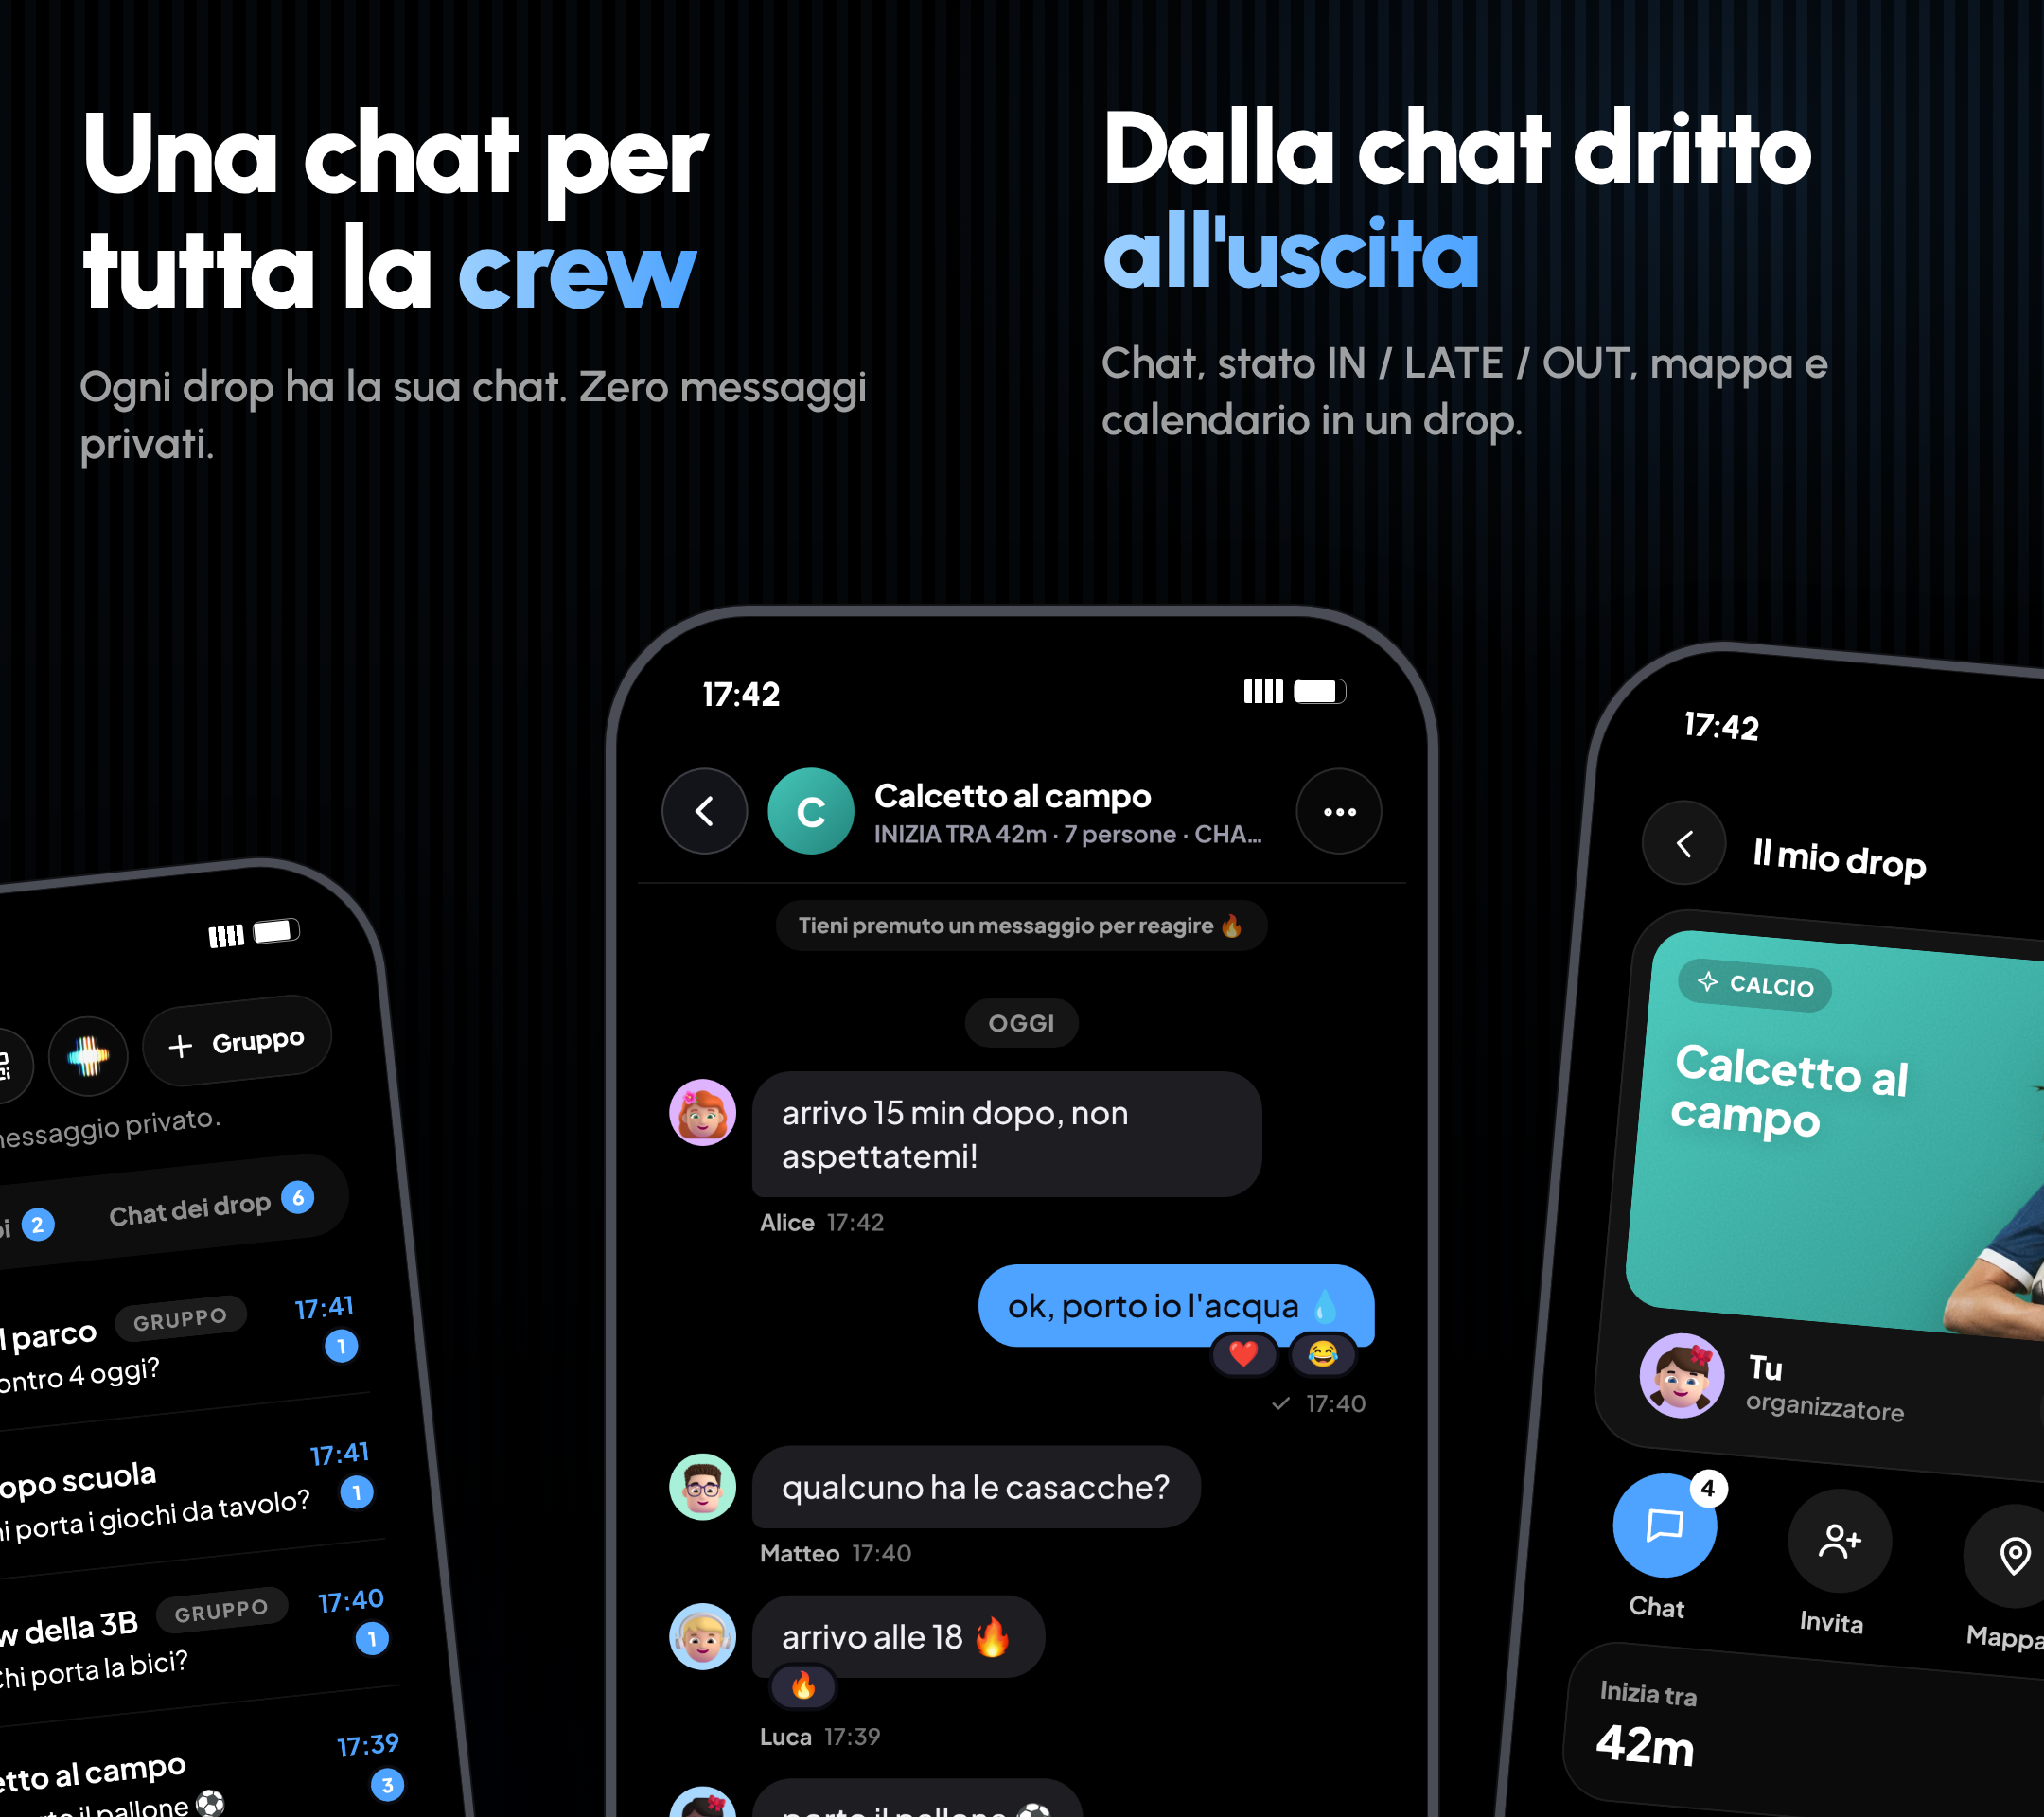 Una chat per
tutta la crew
Ogni drop ha la sua chat. Zero messaggi
privati.
Dalla chat dritto
all'uscita
Chat, stato IN / LATE / OUT, mappa e
calendario in un drop.
Gruppo
messaggio privato.
2
Chat dei drop 6
l parco GRUPPO 17:41
ontro 4 oggi? 1
opo scuola 17:41
i porta i giochi da tavolo? 1
w della 3B GRUPPO 17:40
Chi porta la bici? 1
etto al campo 17:39
il pallone ⚽ 3
17:42
C
Calcetto al campo
INIZIA TRA 42m · 7 persone · CHA...
Tieni premuto un messaggio per reagire 🔥
OGGI
arrivo 15 min dopo, non
aspettatemi!
Alice 17:42
ok, porto io l'acqua 💧
❤️ 😂
17:40
qualcuno ha le casacche?
Matteo 17:40
arrivo alle 18 🔥
🔥
Luca 17:39
porto il pallone ⚽
17:42
Il mio drop
CALCIO
Calcetto al
campo
Tu
organizzatore
4
Chat
Invita
Mappa
Inizia tra
42m